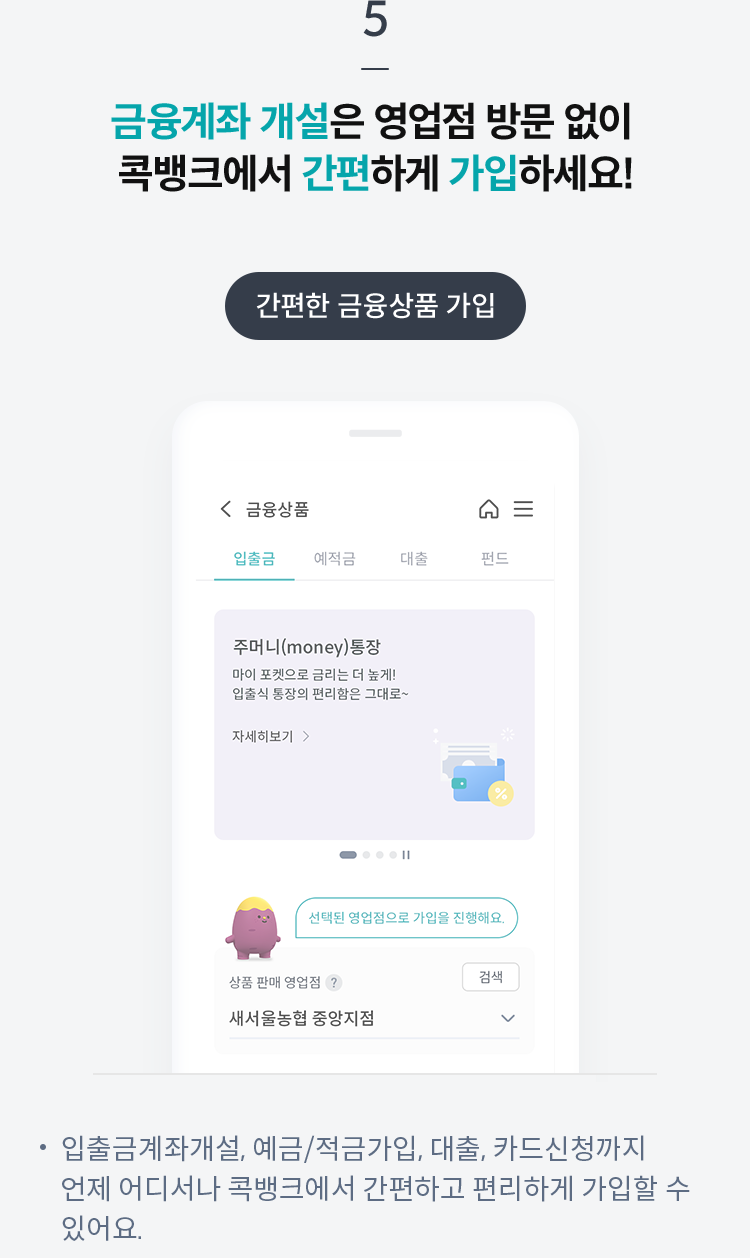 5
금융계좌 개설은 영업점 방문 없이
콕뱅크에서 간편하게 가입하세요!
간편한 금융상품 가입
금융상품
입출금 예적금 대출 펀드
주머니(money)통장
마이 포켓으로 금리는 더 높게!
입출식 통장의 편리함은 그대로~
자세히보기
선택된 영업점으로 가입을 진행해요.
상품 판매 영업점 ? 검색
새서울농협 중앙지점
• 입출금계좌개설, 예금/적금가입, 대출, 카드신청까지
언제 어디서나 콕뱅크에서 간편하고 편리하게 가입할 수
있어요.